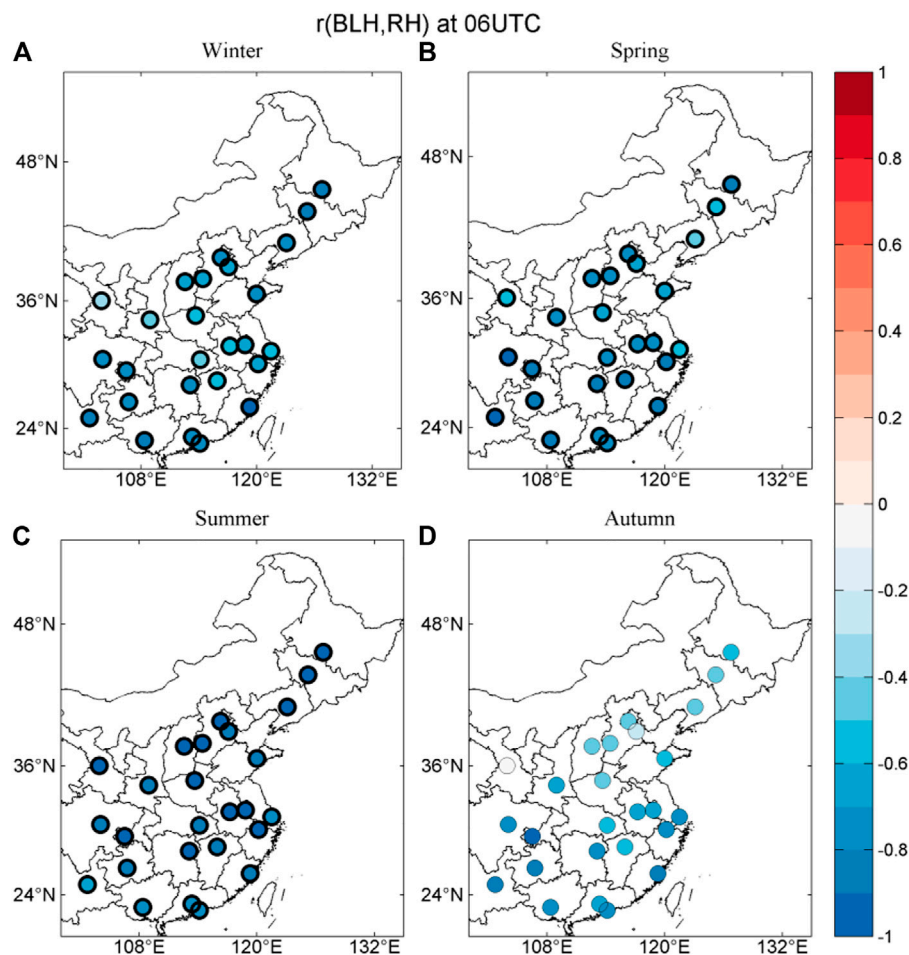 r(BLH,RH) at 06UTC
A Winter B Spring
48°N 48°N
36°N 36°N
24°N 24°N
108°E 120°E 132°E 108°E 120°E 132°E
C Summer D Autumn
48°N 48°N
36°N 36°N
24°N 24°N
108°E 120°E 132°E 108°E 120°E 132°E
1
0.8
0.6
0.4
0.2
0
-0.2
-0.4
-0.6
-0.8
-1